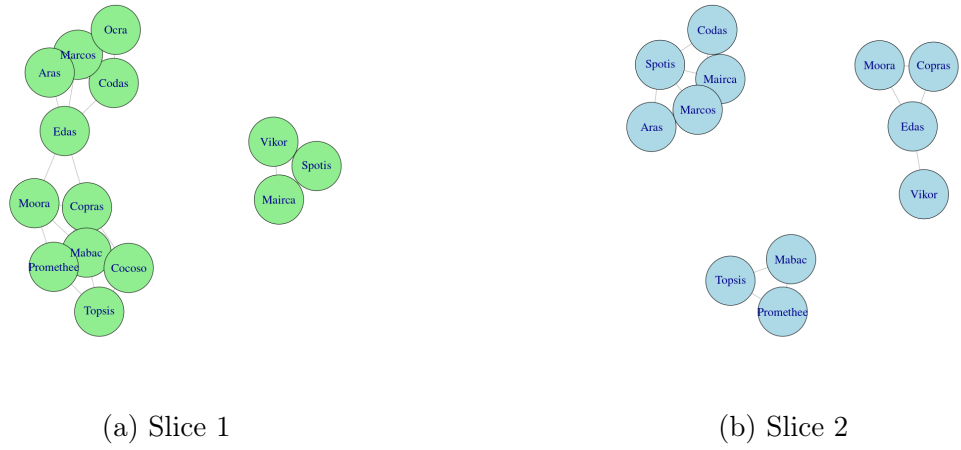 Ocra
Marcos
Aras
Codas
Edas
Moora
Copras
Mabac
Promethee
Cocoso
Topsis
Vikor
Spotis
Mairca
(a) Slice 1
Codas
Spotis
Mairca
Marcos
Aras
Moora
Copras
Edas
Vikor
Mabac
Topsis
Promethee
(b) Slice 2